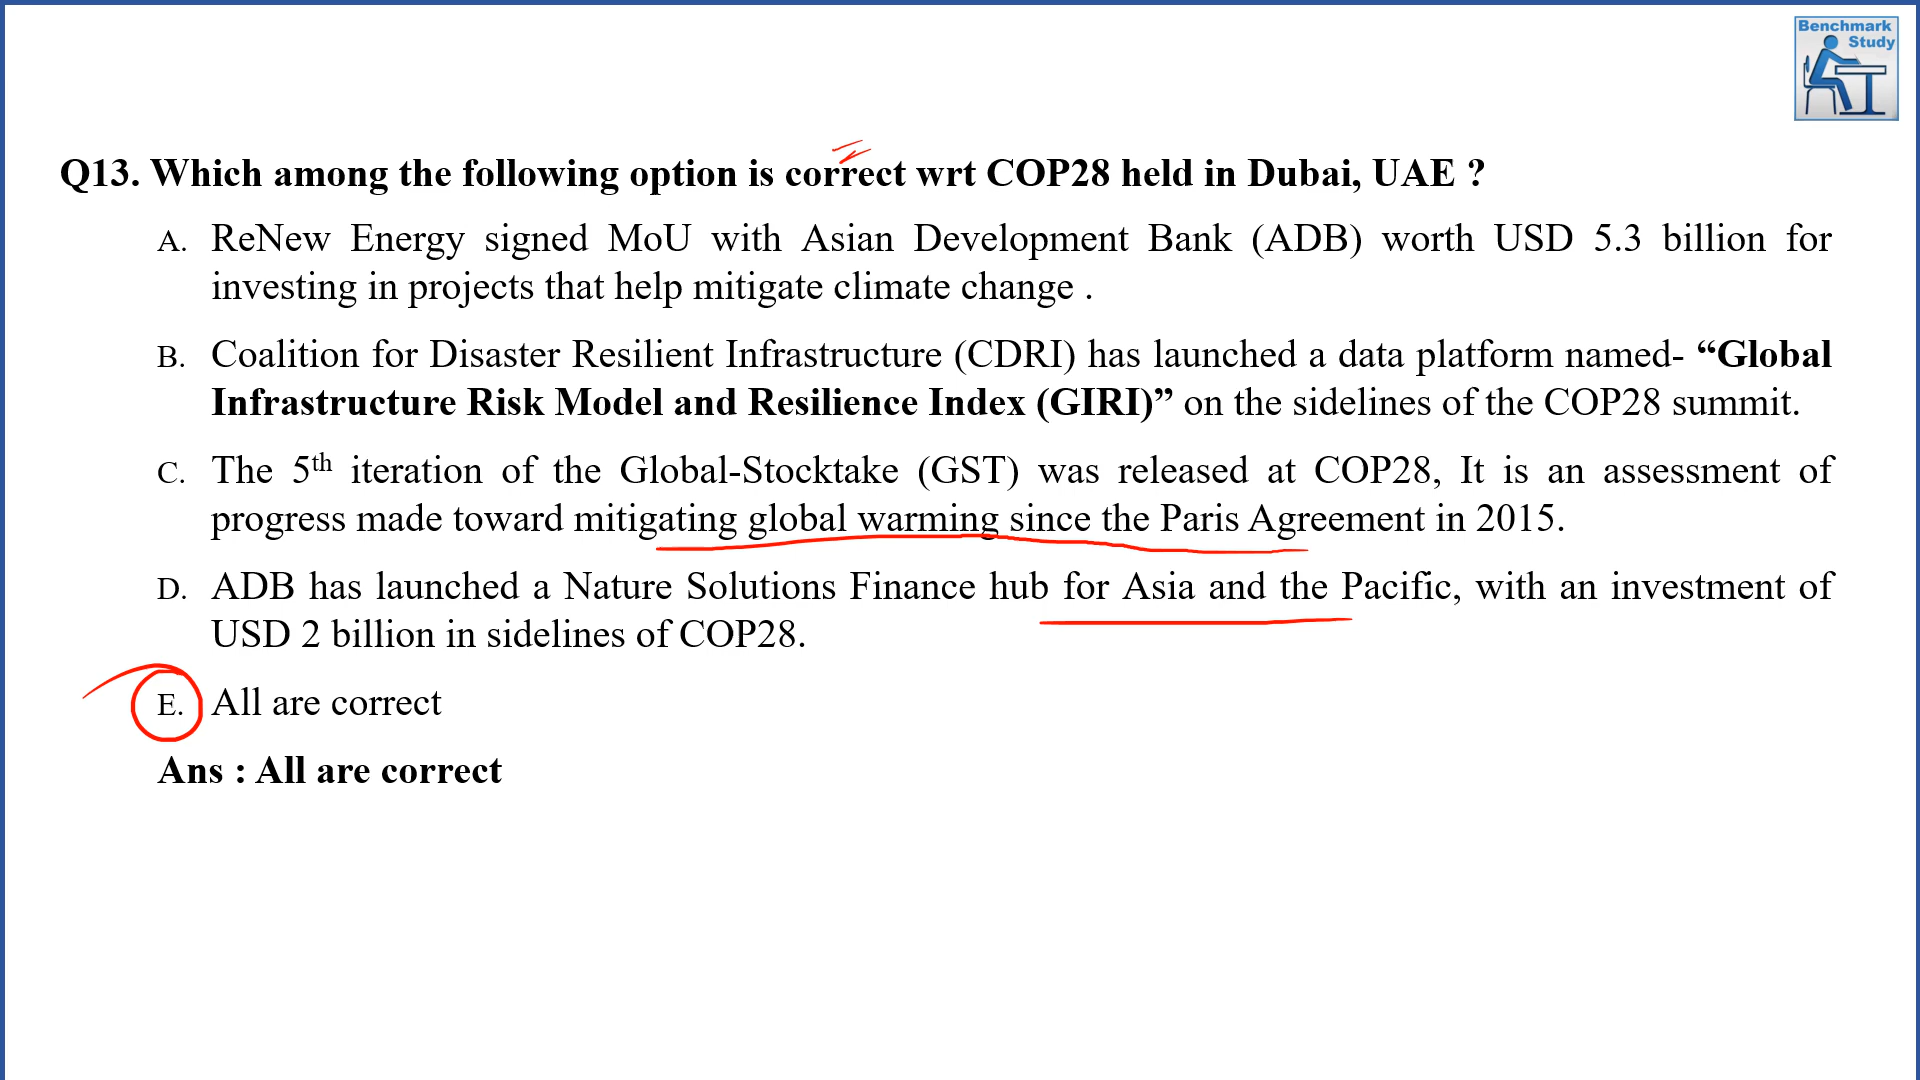 Benchmark
Study
Q13. Which among the following option is correct wrt COP28 held in Dubai, UAE ?
A. ReNew Energy signed MoU with Asian Development Bank (ADB) worth USD 5.3 billion for
investing in projects that help mitigate climate change .
B. Coalition for Disaster Resilient Infrastructure (CDRI) has launched a data platform named- “Global
Infrastructure Risk Model and Resilience Index (GIRI)” on the sidelines of the COP28 summit.
C. The 5th iteration of the Global-Stocktake (GST) was released at COP28, It is an assessment of
progress made toward mitigating global warming since the Paris Agreement in 2015.
D. ADB has launched a Nature Solutions Finance hub for Asia and the Pacific, with an investment of
USD 2 billion in sidelines of COP28.
E. All are correct
Ans : All are correct